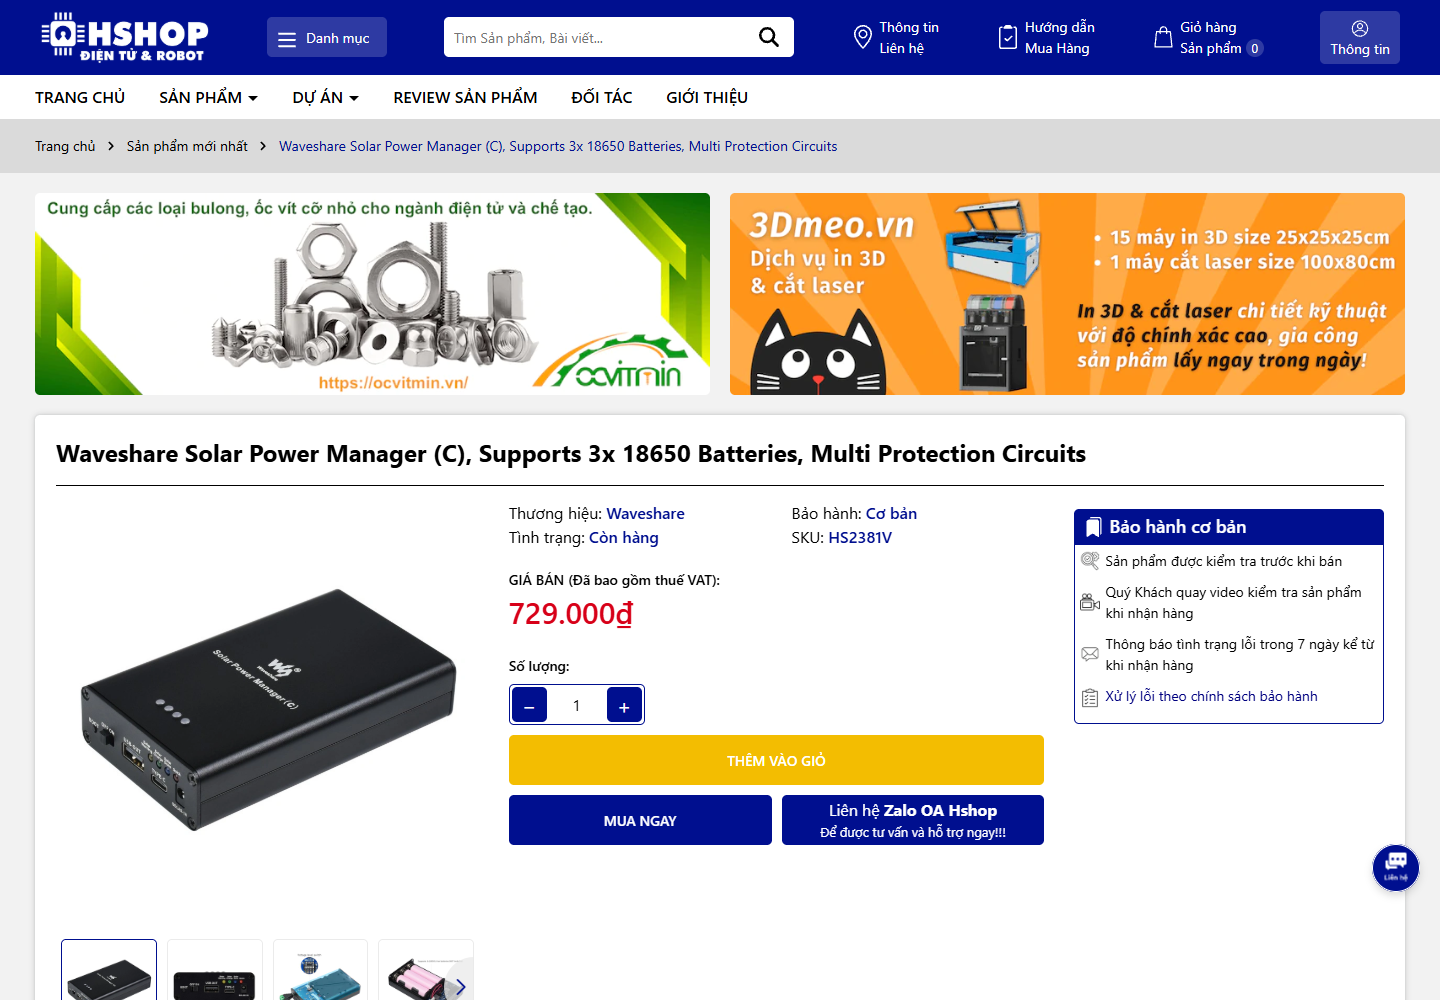 HSHOP
ĐIỆN TỬ & ROBOT
Danh mục
Tìm Sản phẩm, Bài viết...
Thông tin
Liên hệ
Hướng dẫn
Mua Hàng
Giỏ hàng
Sản phẩm 0
Thông tin
TRANG CHỦ
SẢN PHẨM
DỰ ÁN
REVIEW SẢN PHẨM
ĐỐI TÁC
GIỚI THIỆU
Trang chủ
Sản phẩm mới nhất
Waveshare Solar Power Manager (C), Supports 3x 18650 Batteries, Multi Protection Circuits
Cung cấp các loại bulong, ốc vít cỡ nhỏ cho ngành điện tử và chế tạo.
https://ocvitmin.vn/
ocvitmin
3Dmeo.vn
Dịch vụ in 3D
& cắt laser
• 15 máy in 3D size 25x25x25cm
• 1 máy cắt laser size 100x80cm
In 3D & cắt laser chi tiết kỹ thuật
với độ chính xác cao, gia công
sản phẩm lấy ngay trong ngày!
Waveshare Solar Power Manager (C), Supports 3x 18650 Batteries, Multi Protection Circuits
Waveshare
Solar Power Manager (C)
Thương hiệu: Waveshare
Bảo hành: Cơ bản
Tình trạng: Còn hàng
SKU: HS2381V
GIÁ BÁN (Đã bao gồm thuế VAT):
729.000₫
Số lượng:
− 1 +
THÊM VÀO GIỎ
MUA NGAY
Liên hệ Zalo OA Hshop
Để được tư vấn và hỗ trợ ngay!!!
Bảo hành cơ bản
Sản phẩm được kiểm tra trước khi bán
Quý Khách quay video kiểm tra sản phẩm
khi nhận hàng
Thông báo tình trạng lỗi trong 7 ngày kể từ
khi nhận hàng
Xử lý lỗi theo chính sách bảo hành
Liên hệ